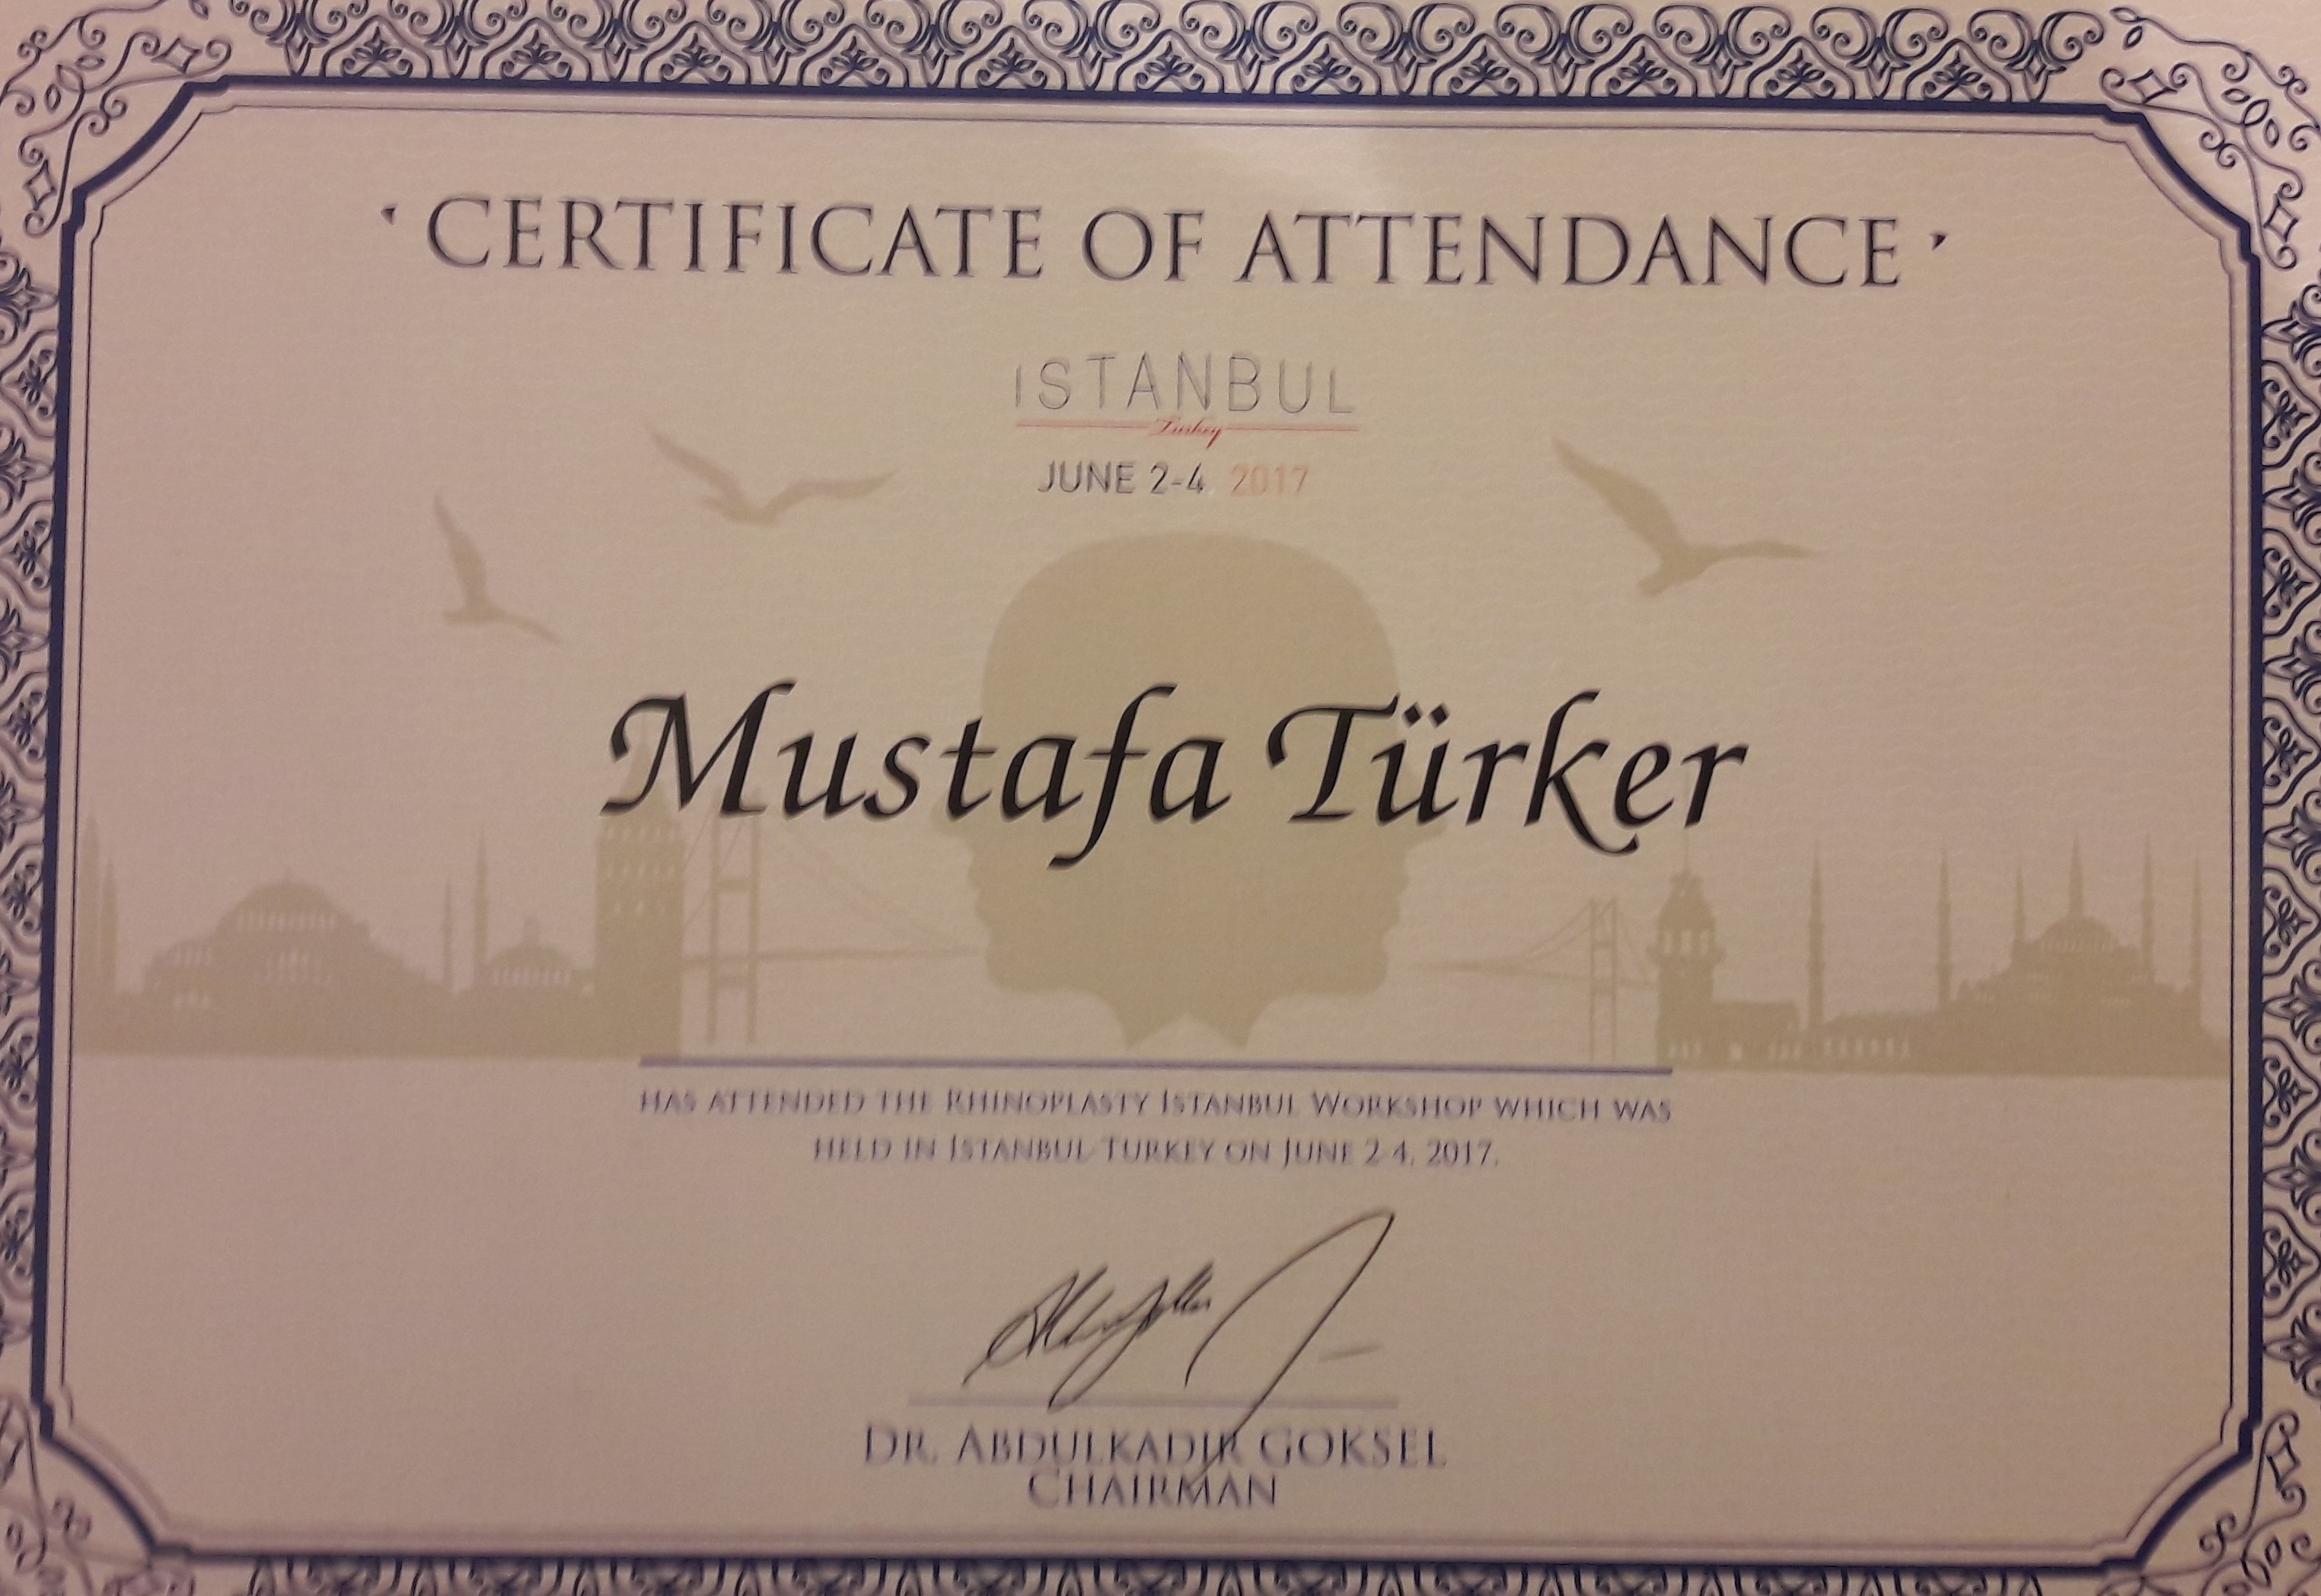 CERTIFICATE OF ATTENDANCE
ISTANBUL
Turkey
JUNE 2-4, 2017
Mustafa Türker
HAS ATTENDED THE RHINOPLASTY ISTANBUL WORKSHOP WHICH WAS
HELD IN ISTANBUL-TURKEY ON JUNE 2-4, 2017.
DR. ABDULKADIR GOKSEL
CHAIRMAN